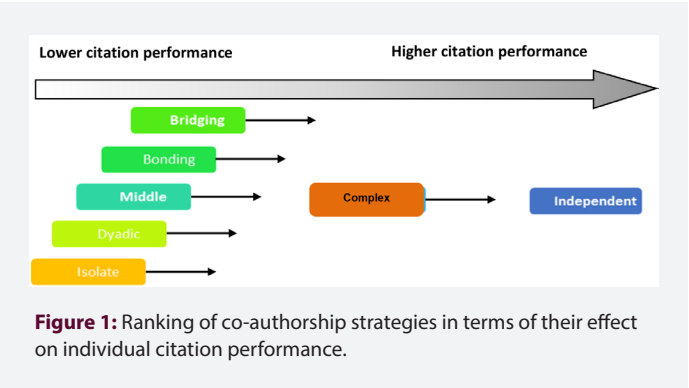 Lower citation performance
Higher citation performance
Bridging
Bonding
Middle
Complex
Independent
Dyadic
Isolate
Figure 1: Ranking of co-authorship strategies in terms of their effect
on individual citation performance.